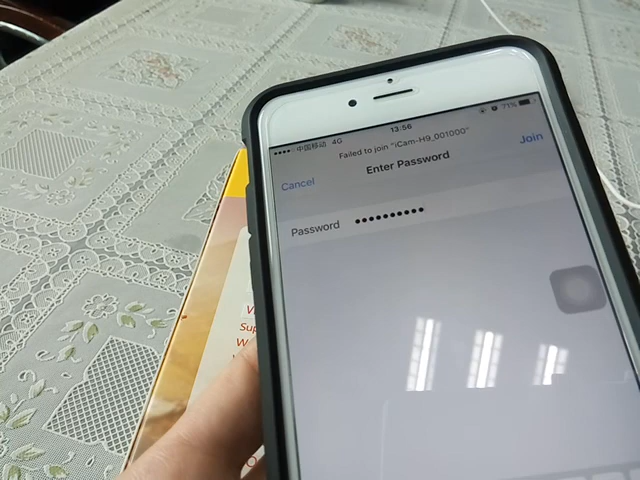 中国移动 4G
13:56
71%
Failed to join "iCam-H9_001000"
Cancel
Enter Password
Join
Password ••••••••••